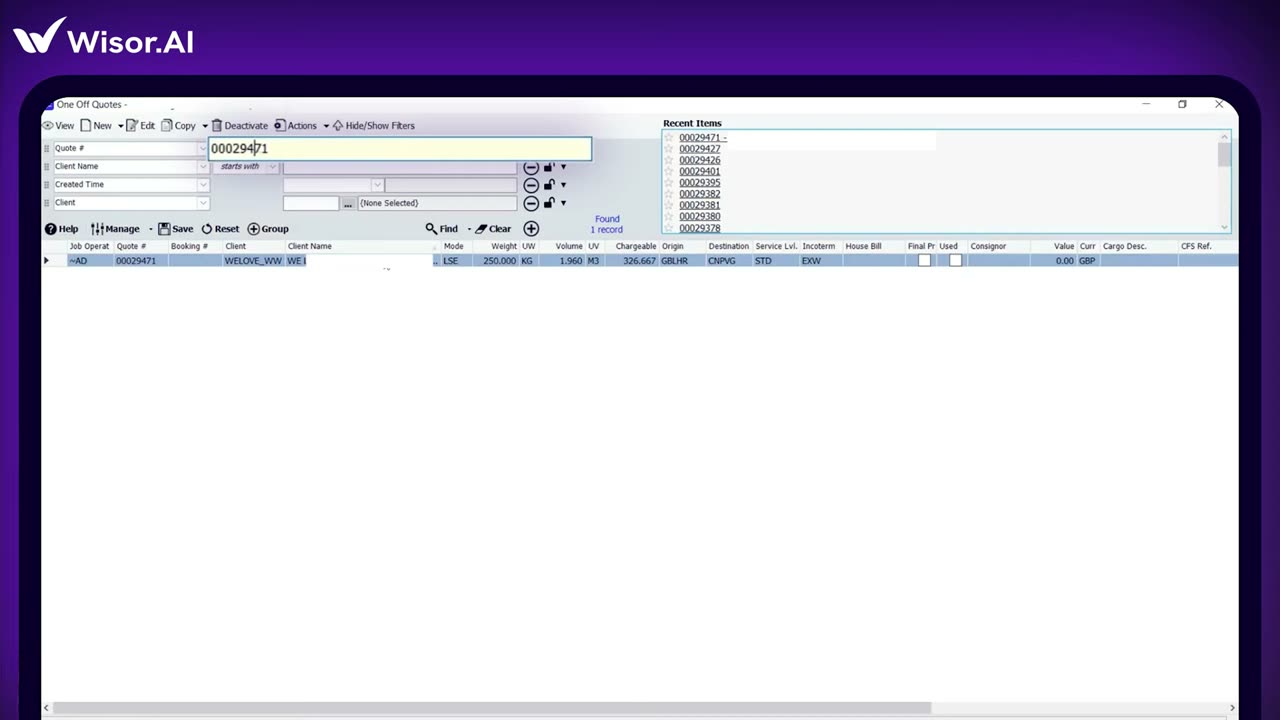 Wisor.AI
One Off Quotes -
View New Edit Copy Deactivate Actions Hide/Show Filters
Quote # 00029471
Client Name starts with
Created Time
Client ... {None Selected}
Recent Items
00029471 -
00029427
00029426
00029401
00029395
00029382
00029381
00029380
00029378
Help Manage Save Reset Group Find Clear
Found
1 record
Job Operat Quote # Booking # Client Client Name Mode Weight UW Volume UV Chargeable Origin Destination Service Lvl. Incoterm House Bill Final Pr Used Consignor Value Curr Cargo Desc. CFS Ref.
~AD 00029471 WELOVE_WW WE .. LSE 250.000 KG 1.960 M3 326.667 GBLHR CNPVG STD EXW 0.00 GBP